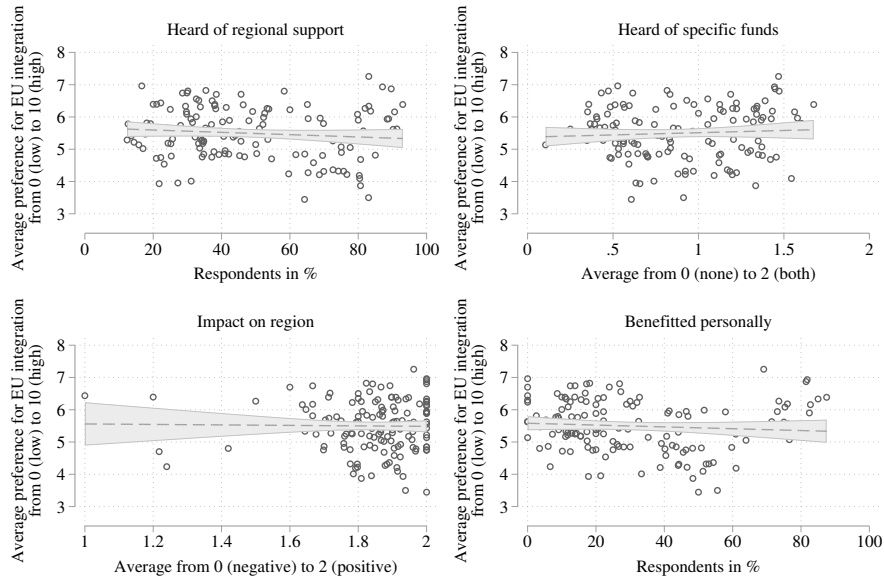 Heard of regional support
Average preference for EU integration
from 0 (low) to 10 (high)
8
7
6
5
4
3
0 20 40 60 80 100
Respondents in %
Heard of specific funds
Average preference for EU integration
from 0 (low) to 10 (high)
8
7
6
5
4
3
0 .5 1 1.5 2
Average from 0 (none) to 2 (both)
Impact on region
Average preference for EU integration
from 0 (low) to 10 (high)
8
7
6
5
4
3
1 1.2 1.4 1.6 1.8 2
Average from 0 (negative) to 2 (positive)
Benefitted personally
Average preference for EU integration
from 0 (low) to 10 (high)
8
7
6
5
4
3
0 20 40 60 80 100
Respondents in %